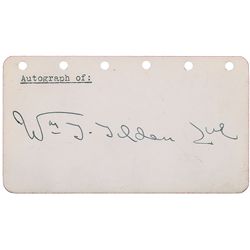 Autograph of:
Wm T. Tilden 2nd